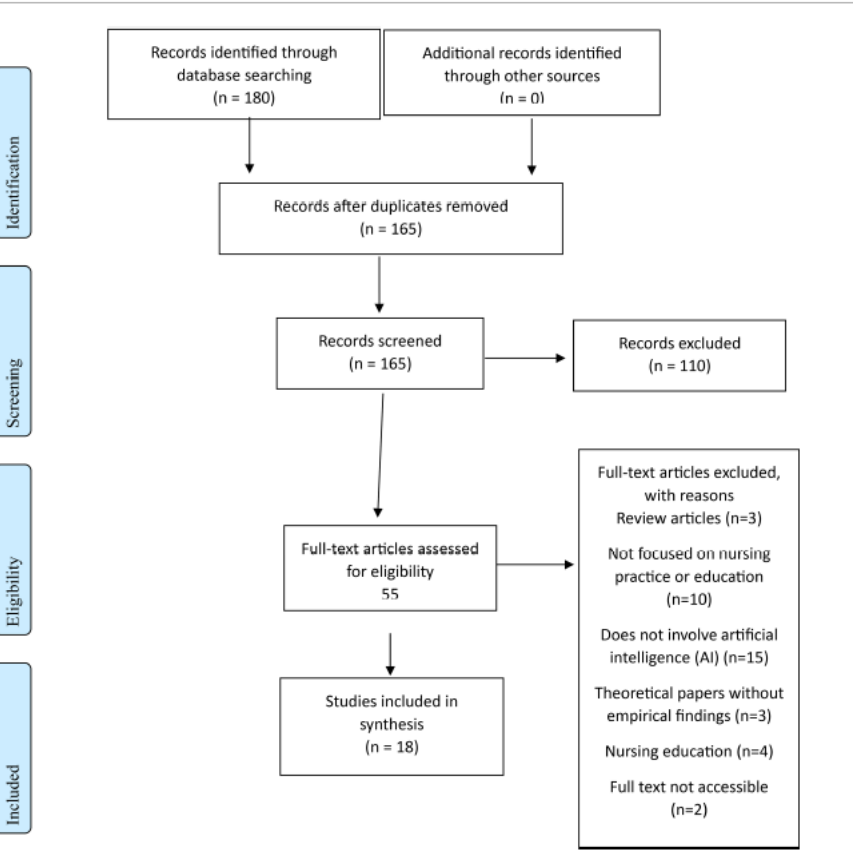 Records identified through
database searching
(n = 180)
Additional records identified
through other sources
(n = 0)
Identification
Records after duplicates removed
(n = 165)
Screening
Records screened
(n = 165)
Records excluded
(n = 110)
Eligibility
Full-text articles assessed
for eligibility
55
Full-text articles excluded,
with reasons
Review articles (n=3)
Not focused on nursing
practice or education
(n=10)
Does not involve artificial
intelligence (AI) (n=15)
Theoretical papers without
empirical findings (n=3)
Nursing education (n=4)
Full text not accessible
(n=2)
Included
Studies included in
synthesis
(n = 18)